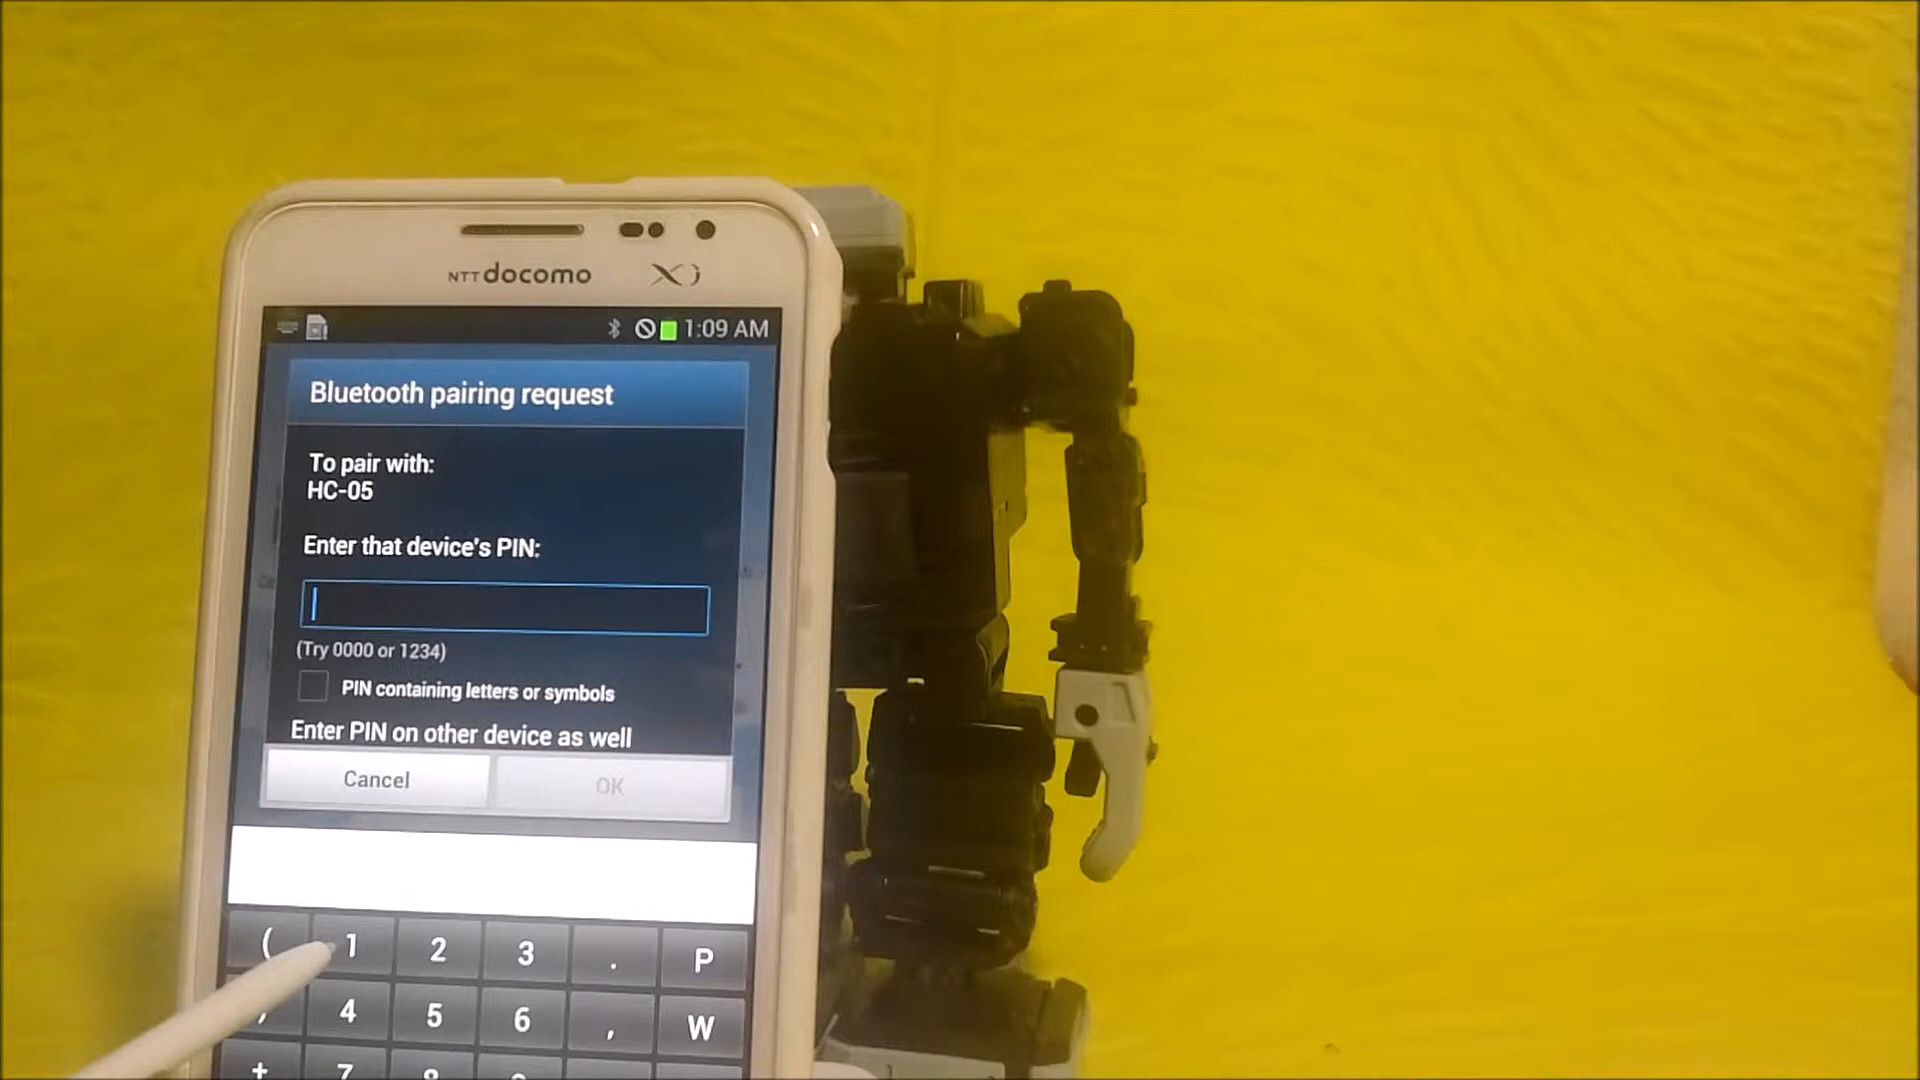 NTT docomo Xi
1:09 AM
Bluetooth pairing request
To pair with:
HC-05
Enter that device's PIN:
(Try 0000 or 1234)
PIN containing letters or symbols
Enter PIN on other device as well
Cancel OK
( 1 2 3 . P
4 5 6 , W
+ 7 8